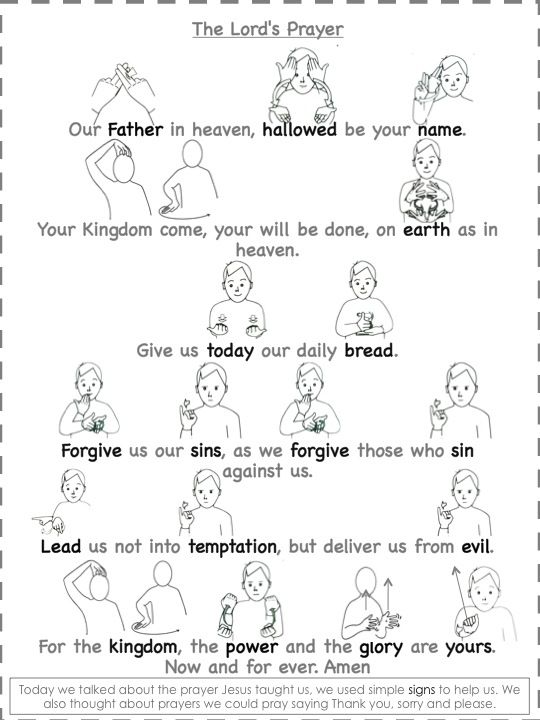 The Lord's Prayer
Our Father in heaven, hallowed be your name.
Your Kingdom come, your will be done, on earth as in
heaven.
Give us today our daily bread.
Forgive us our sins, as we forgive those who sin
against us.
Lead us not into temptation, but deliver us from evil.
For the kingdom, the power and the glory are yours.
Now and for ever. Amen
Today we talked about the prayer Jesus taught us, we used simple signs to help us. We
also thought about prayers we could pray saying Thank you, sorry and please.